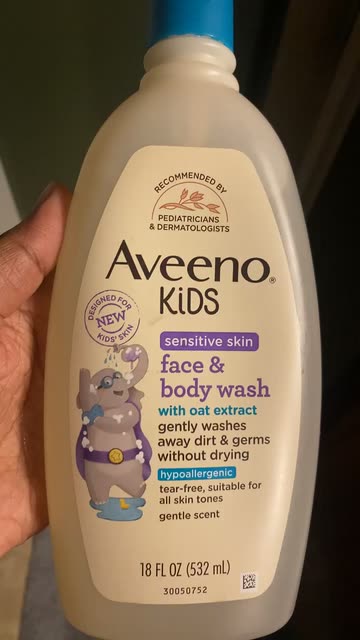 RECOMMENDED BY
PEDIATRICIANS
& DERMATOLOGISTS
Aveeno®
KiDS
DESIGNED FOR
NEW
KIDS' SKIN
sensitive skin
face &
body wash
with oat extract
gently washes
away dirt & germs
without drying
hypoallergenic
tear-free, suitable for
all skin tones
gentle scent
18 FL OZ (532 mL)
30050752